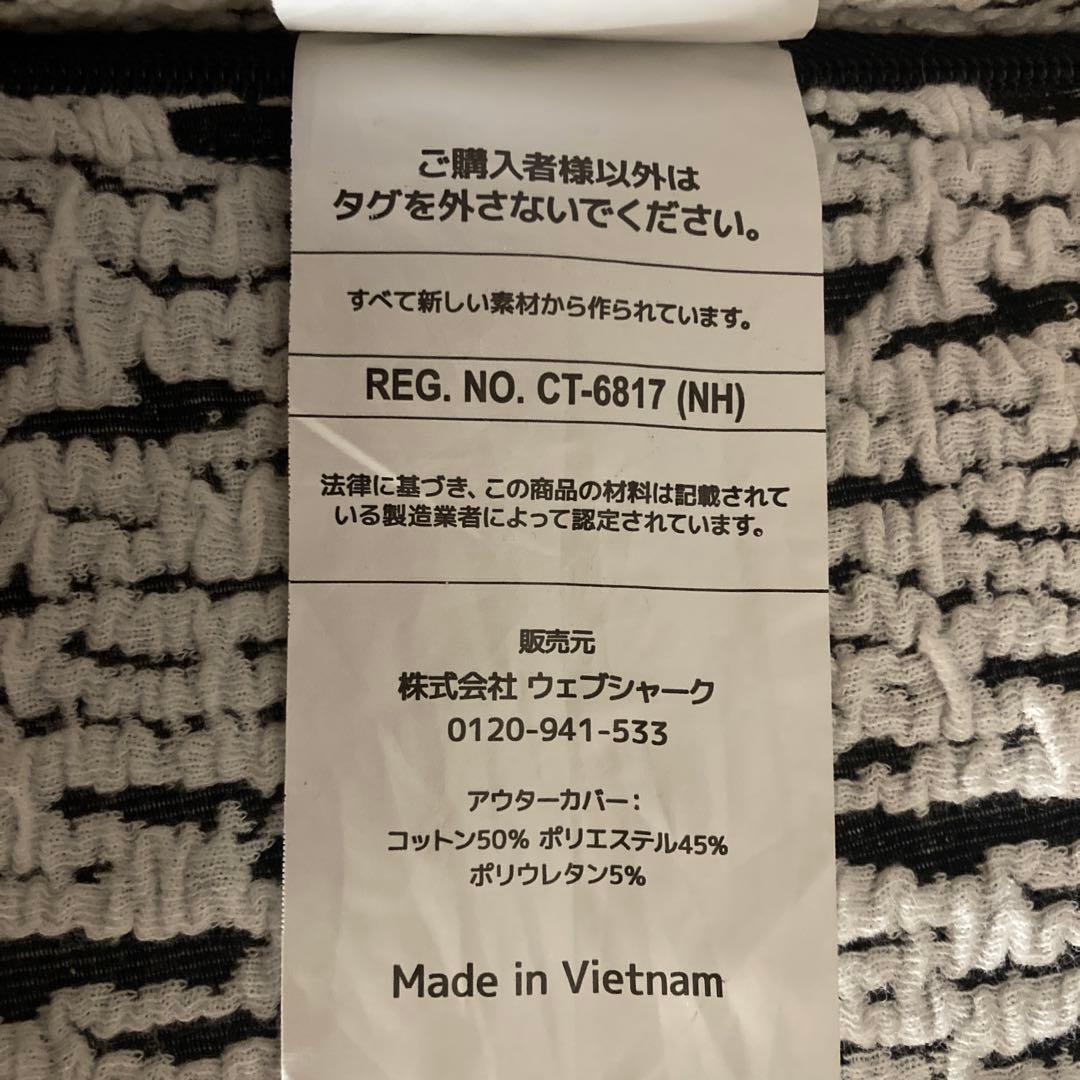 ご購入者様以外は
タグを外さないでください。
すべて新しい素材から作られています。
REG. NO. CT-6817 (NH)
法律に基づき、この商品の材料は記載されて
いる製造業者によって認定されています。
販売元
株式会社 ウェブシャーク
0120-941-533
アウターカバー：
コットン50% ポリエステル45%
ポリウレタン5%
Made in Vietnam